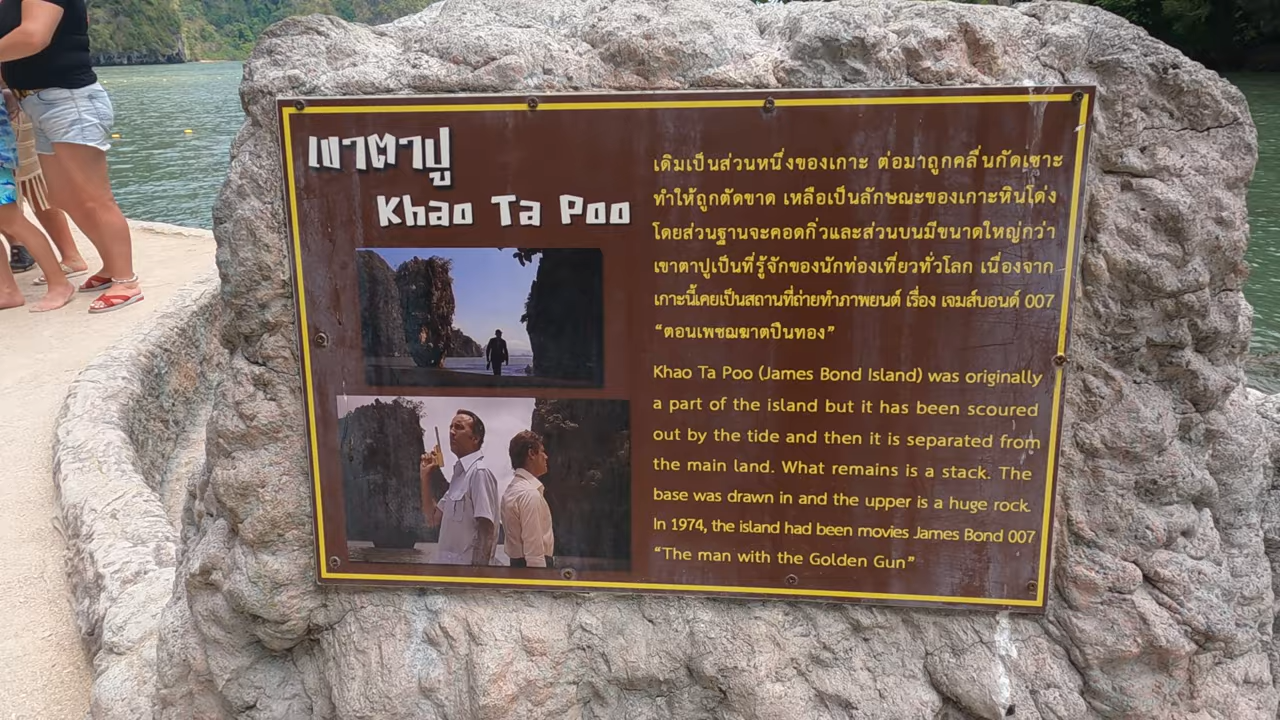 เขาตาปู
Khao Ta Poo
เดิมเป็นส่วนหนึ่งของเกาะ ต่อมาถูกคลื่นกัดเซาะ
ทำให้ถูกตัดขาด เหลือเป็นลักษณะของเกาะหินโด่ง
โดยส่วนฐานจะคอดกิ่วและส่วนบนมีขนาดใหญ่กว่า
เขาตาปูเป็นที่รู้จักของนักท่องเที่ยวทั่วโลก เนื่องจาก
เกาะนี้เคยเป็นสถานที่ถ่ายทำภาพยนต์ เรื่อง เจมส์บอนด์ 007
“ตอนเพชฌฆาตปืนทอง”
Khao Ta Poo (James Bond Island) was originally
a part of the island but it has been scoured
out by the tide and then it is separated from
the main land. What remains is a stack. The
base was drawn in and the upper is a huge rock.
In 1974, the island had been movies James Bond 007
“The man with the Golden Gun”